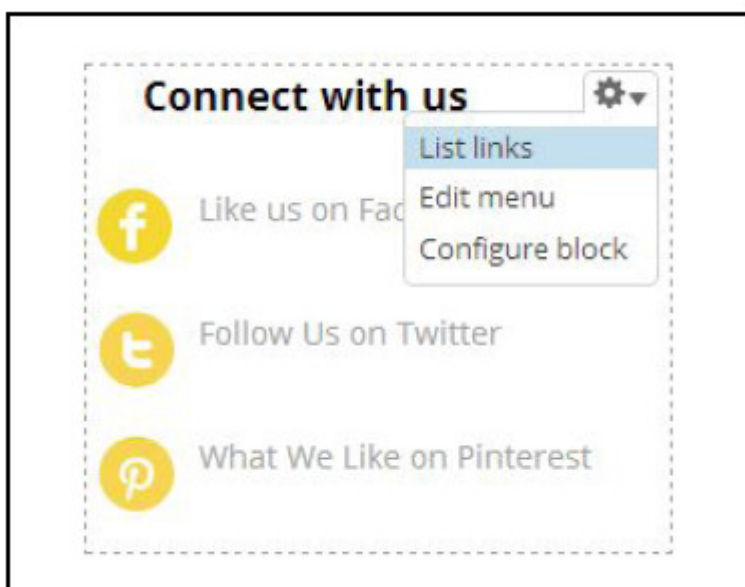 Connect with us
List links
Edit menu
Configure block
Like us on Fac
Follow Us on Twitter
What We Like on Pinterest